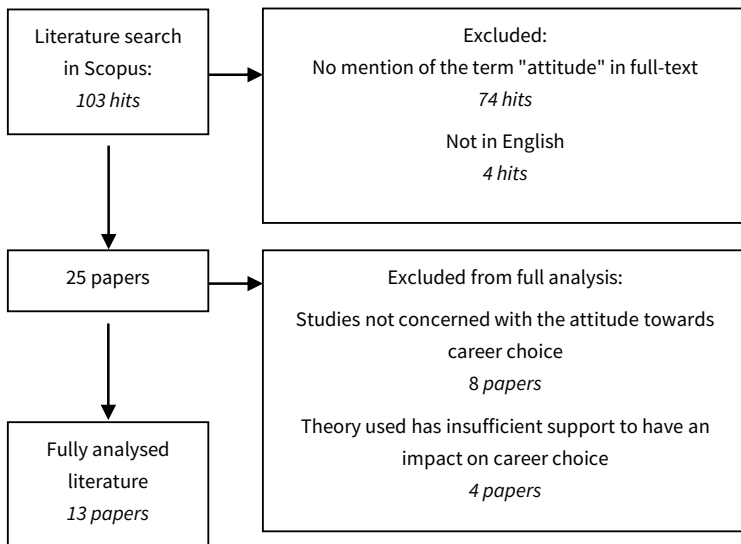 Literature search
in Scopus:
103 hits
Excluded:
No mention of the term "attitude" in full-text
74 hits
Not in English
4 hits
25 papers
Excluded from full analysis:
Studies not concerned with the attitude towards
career choice
8 papers
Theory used has insufficient support to have an
impact on career choice
4 papers
Fully analysed
literature
13 papers